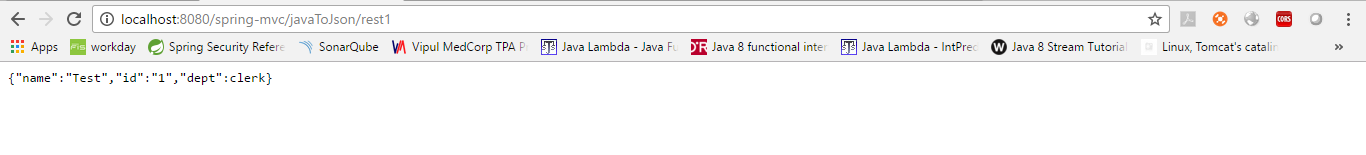 localhost:8080/spring-mvc/javaToJson/rest1
Apps workday Spring Security Refere SonarQube Vipul MedCorp TPA P Java Lambda - Java Fu D'R Java 8 functional inter Java Lambda - IntPrec W Java 8 Stream Tutorial Linux, Tomcat's catalin »
CORS
{"name":"Test","id":"1","dept":clerk}